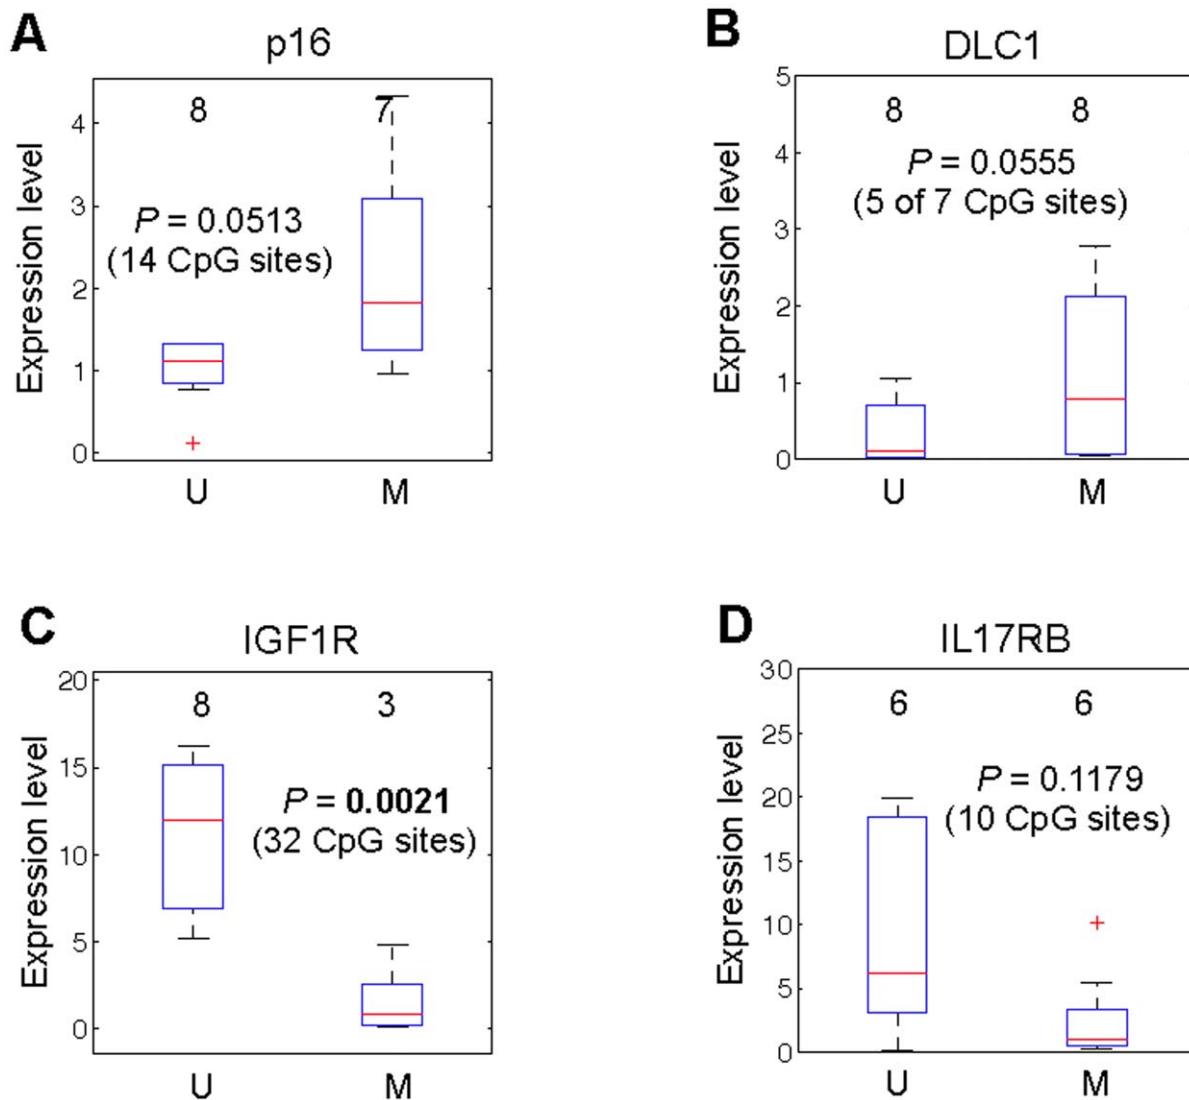 A
p16
8
7
P = 0.0513
(14 CpG sites)
Expression level
4
3
2
1
0
U
M
B
DLC1
8
8
P = 0.0555
(5 of 7 CpG sites)
Expression level
5
4
3
2
1
0
U
M
C
IGF1R
8
3
P = 0.0021
(32 CpG sites)
Expression level
20
15
10
5
0
U
M
D
IL17RB
6
6
P = 0.1179
(10 CpG sites)
Expression level
30
25
20
15
10
5
0
U
M